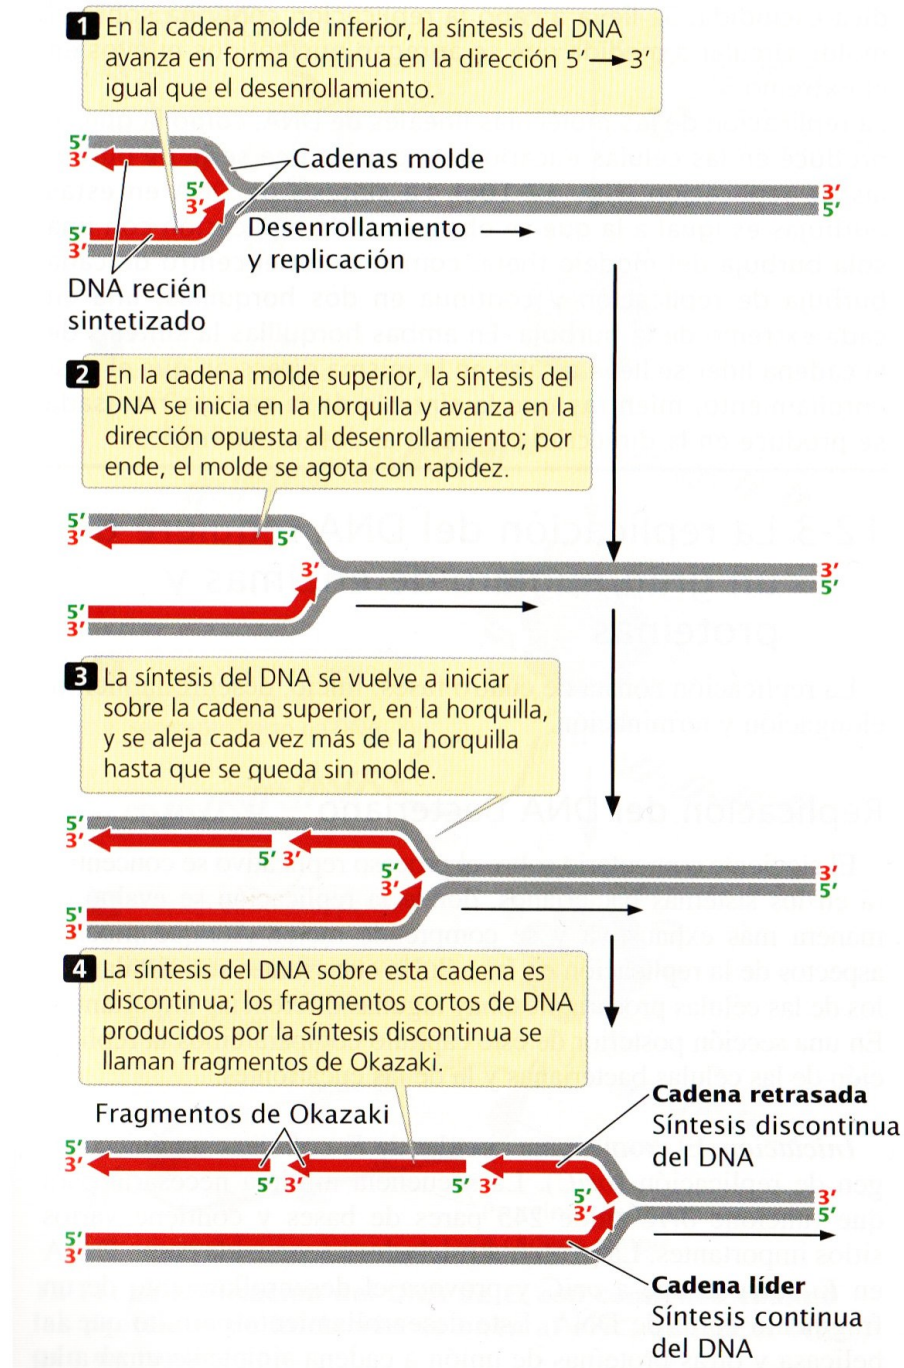 1 En la cadena molde inferior, la síntesis del DNA
avanza en forma continua en la dirección 5′ → 3′
igual que el desenrollamiento.
5′
3′
Cadenas molde
5′
3′
3′
5′
5′
3′
Desenrollamiento →
y replicación
DNA recién
sintetizado
2 En la cadena molde superior, la síntesis del
DNA se inicia en la horquilla y avanza en la
dirección opuesta al desenrollamiento; por
ende, el molde se agota con rapidez.
5′
3′
5′
3′
3′
5′
5′
3′
3 La síntesis del DNA se vuelve a iniciar
sobre la cadena superior, en la horquilla,
y se aleja cada vez más de la horquilla
hasta que se queda sin molde.
5′
3′
5′ 3′
5′
3′
3′
5′
5′
3′
4 La síntesis del DNA sobre esta cadena es
discontinua; los fragmentos cortos de DNA
producidos por la síntesis discontinua se
llaman fragmentos de Okazaki.
Fragmentos de Okazaki
Cadena retrasada
Síntesis discontinua
del DNA
5′
3′
5′ 3′
5′ 3′
5′
3′
3′
5′
5′
3′
Cadena líder
Síntesis continua
del DNA